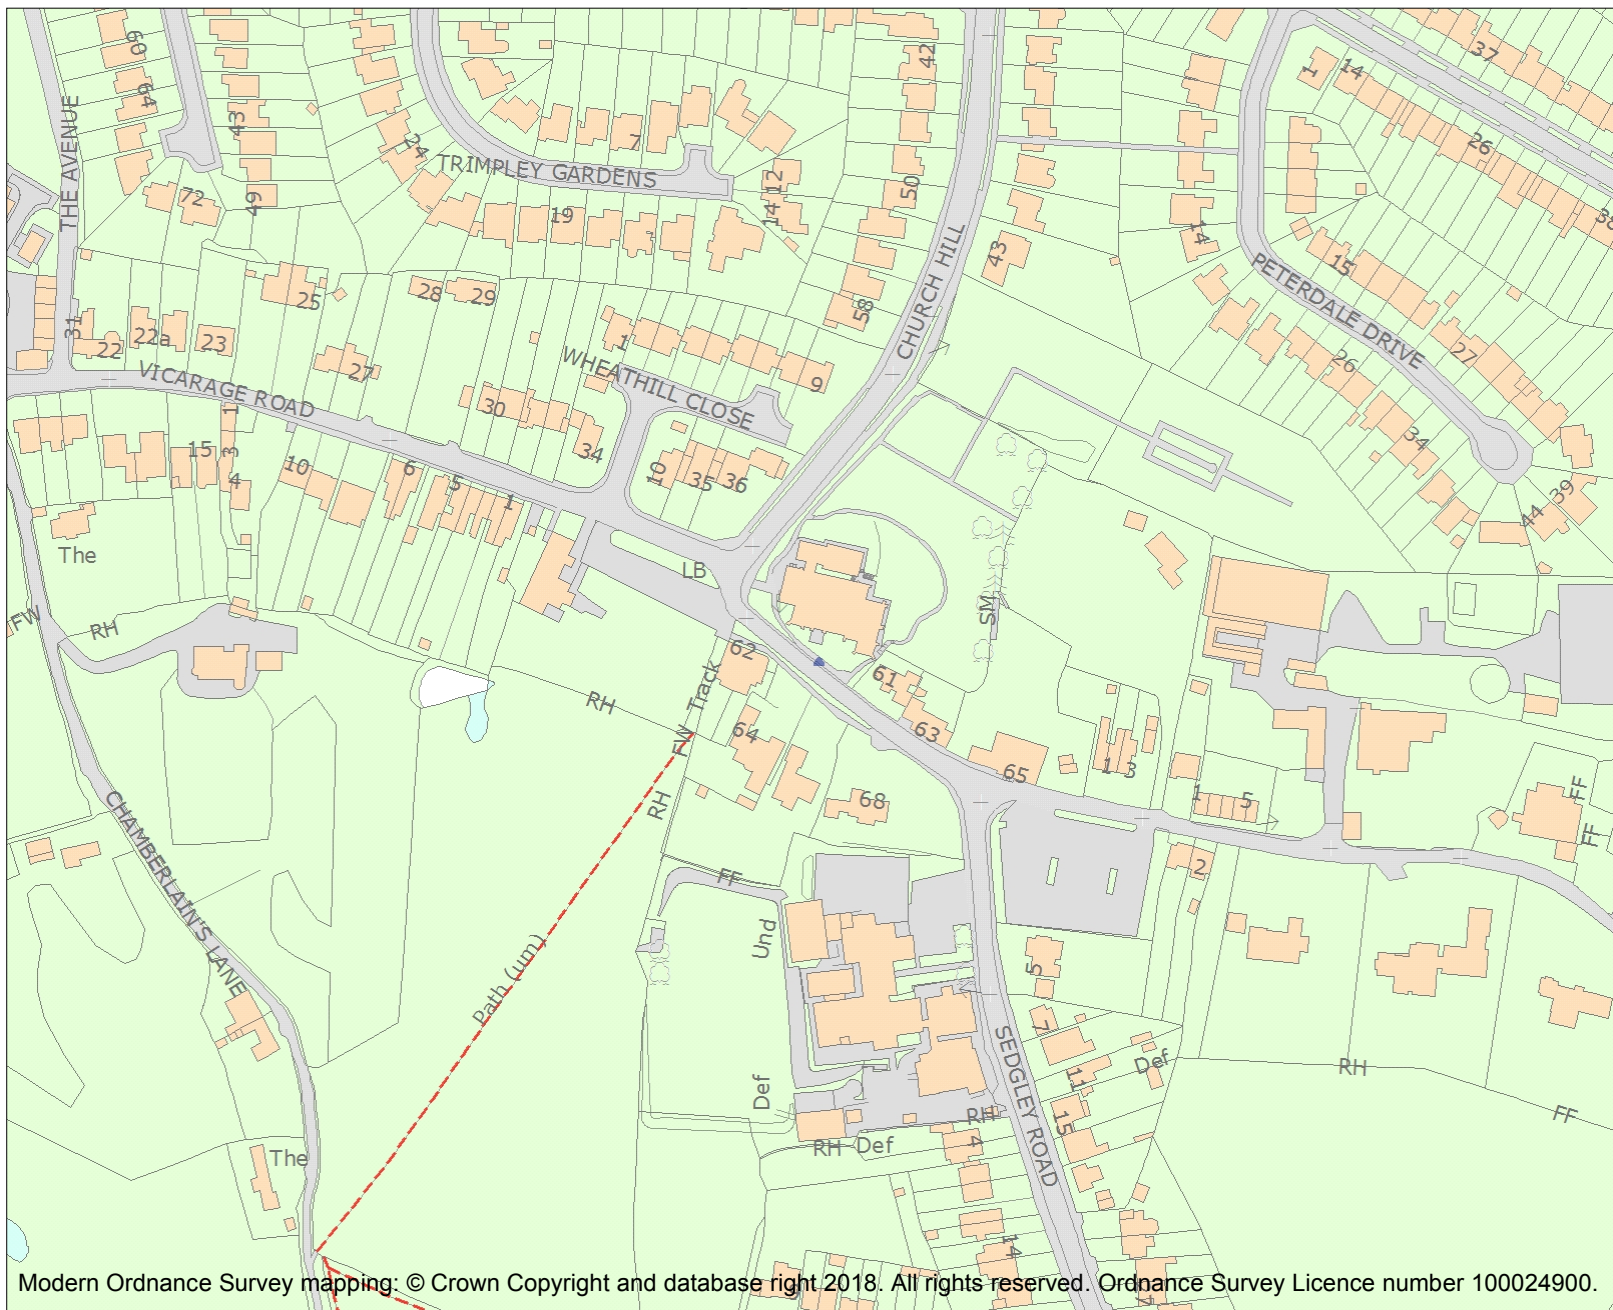 60
64
THE AVENUE
43
72
49
24
TRIMPLEY GARDENS
7
19
12
14
42
50
58
CHURCH HILL
43
1
14
37
26
38
14
15
PETERDALE DRIVE
26
27
34
39
44
31
22
22a
23
25
28
29
27
VICARAGE ROAD
1
WHEATHILL CLOSE
9
30
34
10
35
36
15
1
3
4
10
6
5
1
The
FW
RH
LB
SM
62
Track
FW
RH
64
61
63
65
68
1
3
1
5
2
FF
FF
RH
FF
Und
CHAMBERLAIN'S LANE
Path (um)
5
7
11
15
Def
Def
SEDGLEY ROAD
RH
RH
Def
4
14
RH
FF
The
Modern Ordnance Survey mapping: © Crown Copyright and database right 2018. All rights reserved. Ordnance Survey Licence number 100024900.